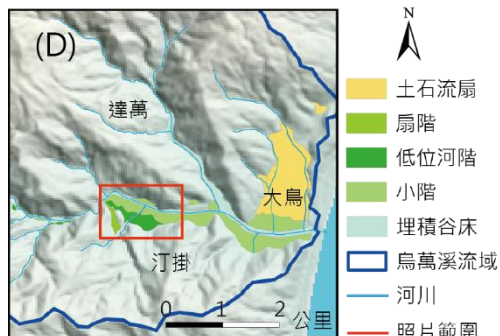 (D)
達萬
大鳥
汀掛
0 1 2 公里
N
土石流扇
扇階
低位河階
小階
埋積谷床
烏萬溪流域
河川
照片範圍